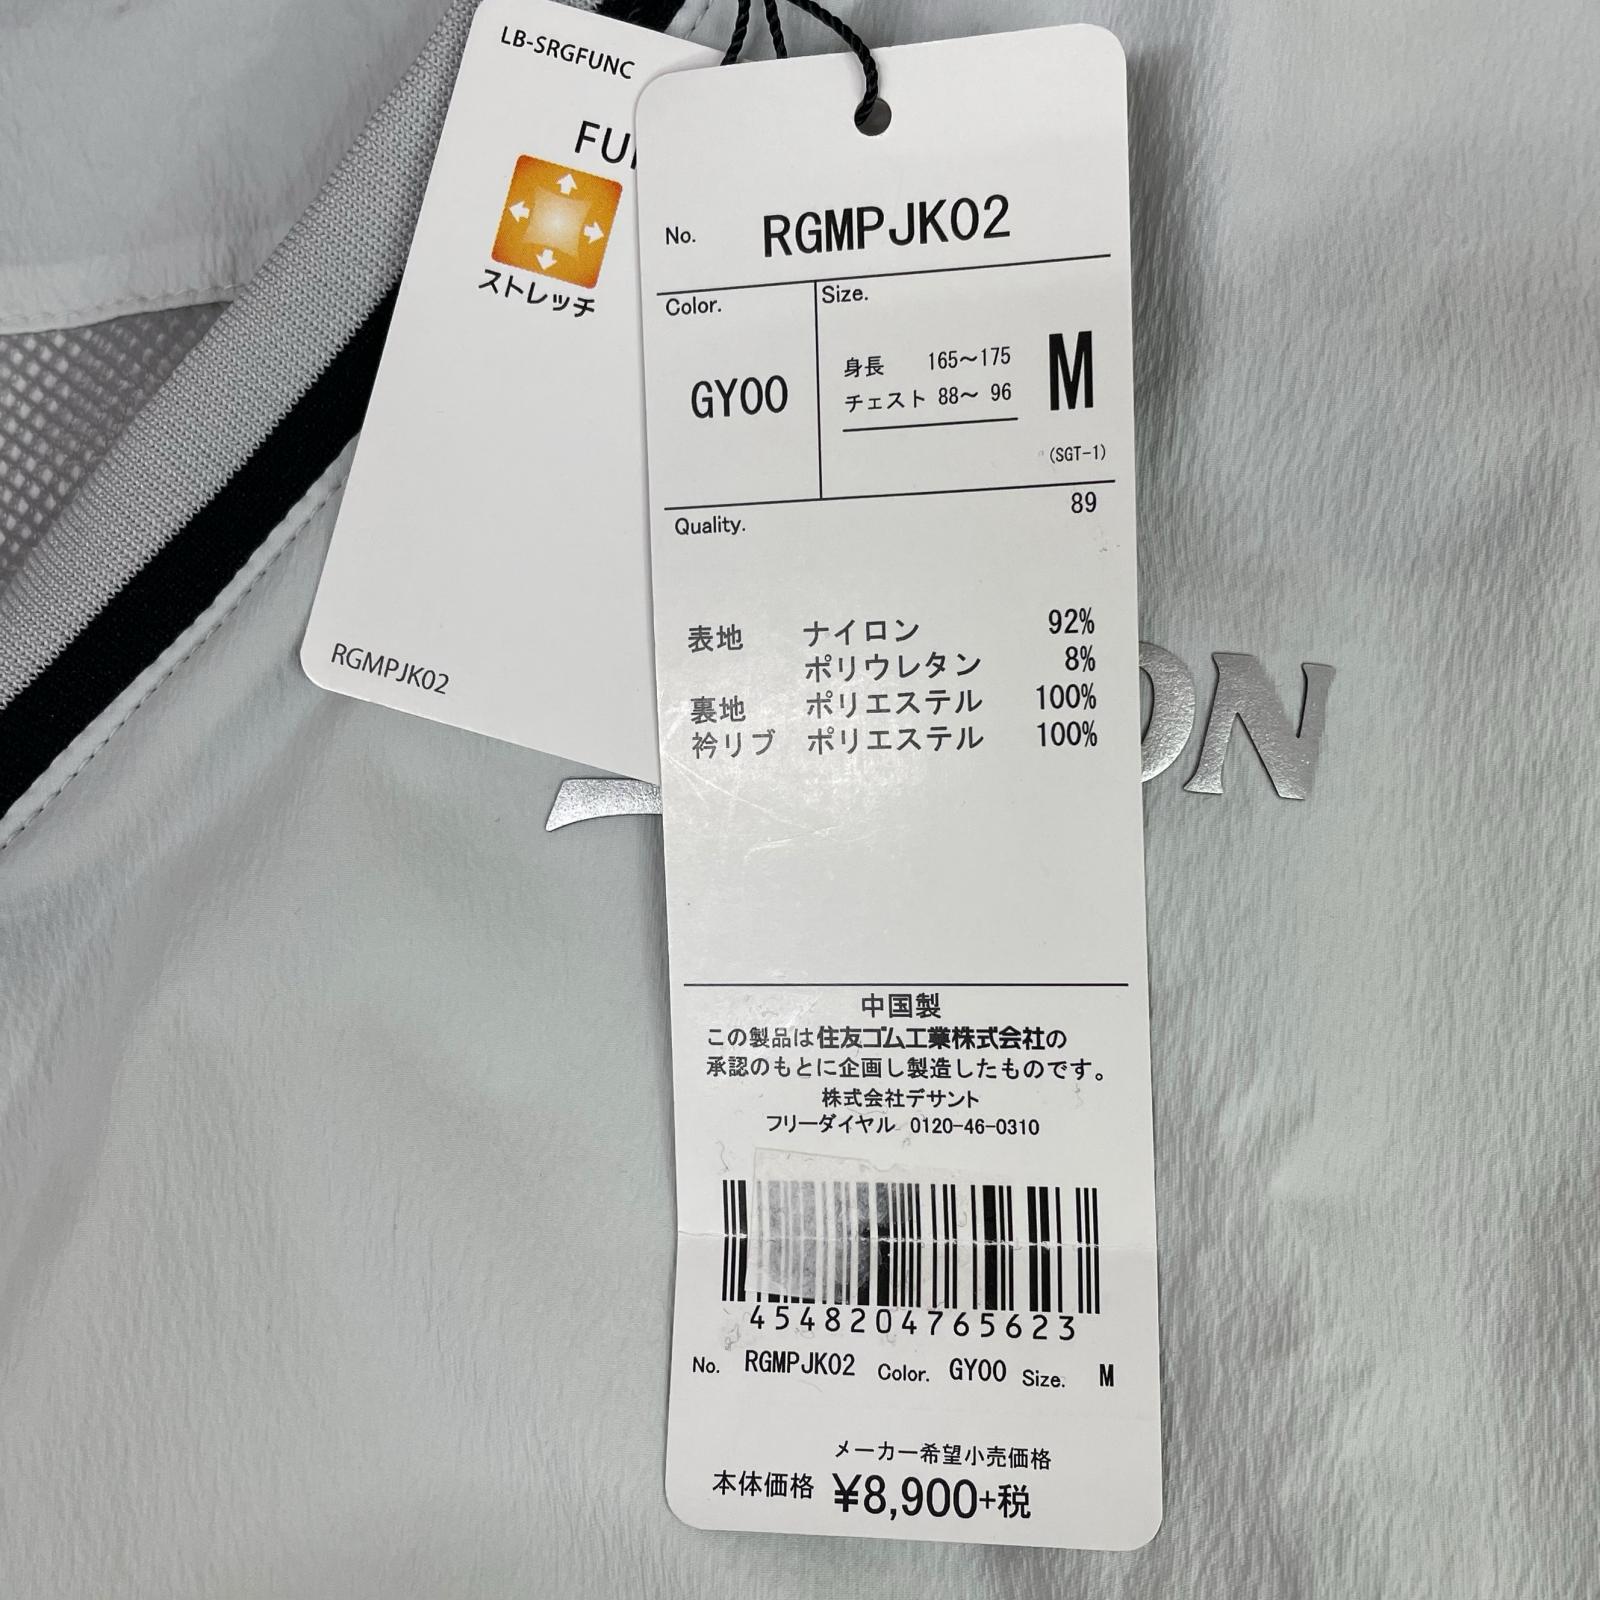 LB-SRGFUNC
ストレッチ
RGMPJK02
No. RGMPJK02
Color.
GY00
Size.
身長 165～175
チェスト 88～ 96
M
(SGT-1)
89
Quality.
表地 ナイロン 92%
ポリウレタン 8%
裏地 ポリエステル 100%
衿リブ ポリエステル 100%
中国製
この製品は住友ゴム工業株式会社の
承認のもとに企画し製造したものです。
株式会社デサント
フリーダイヤル 0120-46-0310
4548204765623
No. RGMPJK02 Color. GY00 Size. M
メーカー希望小売価格
本体価格 ¥8,900+税